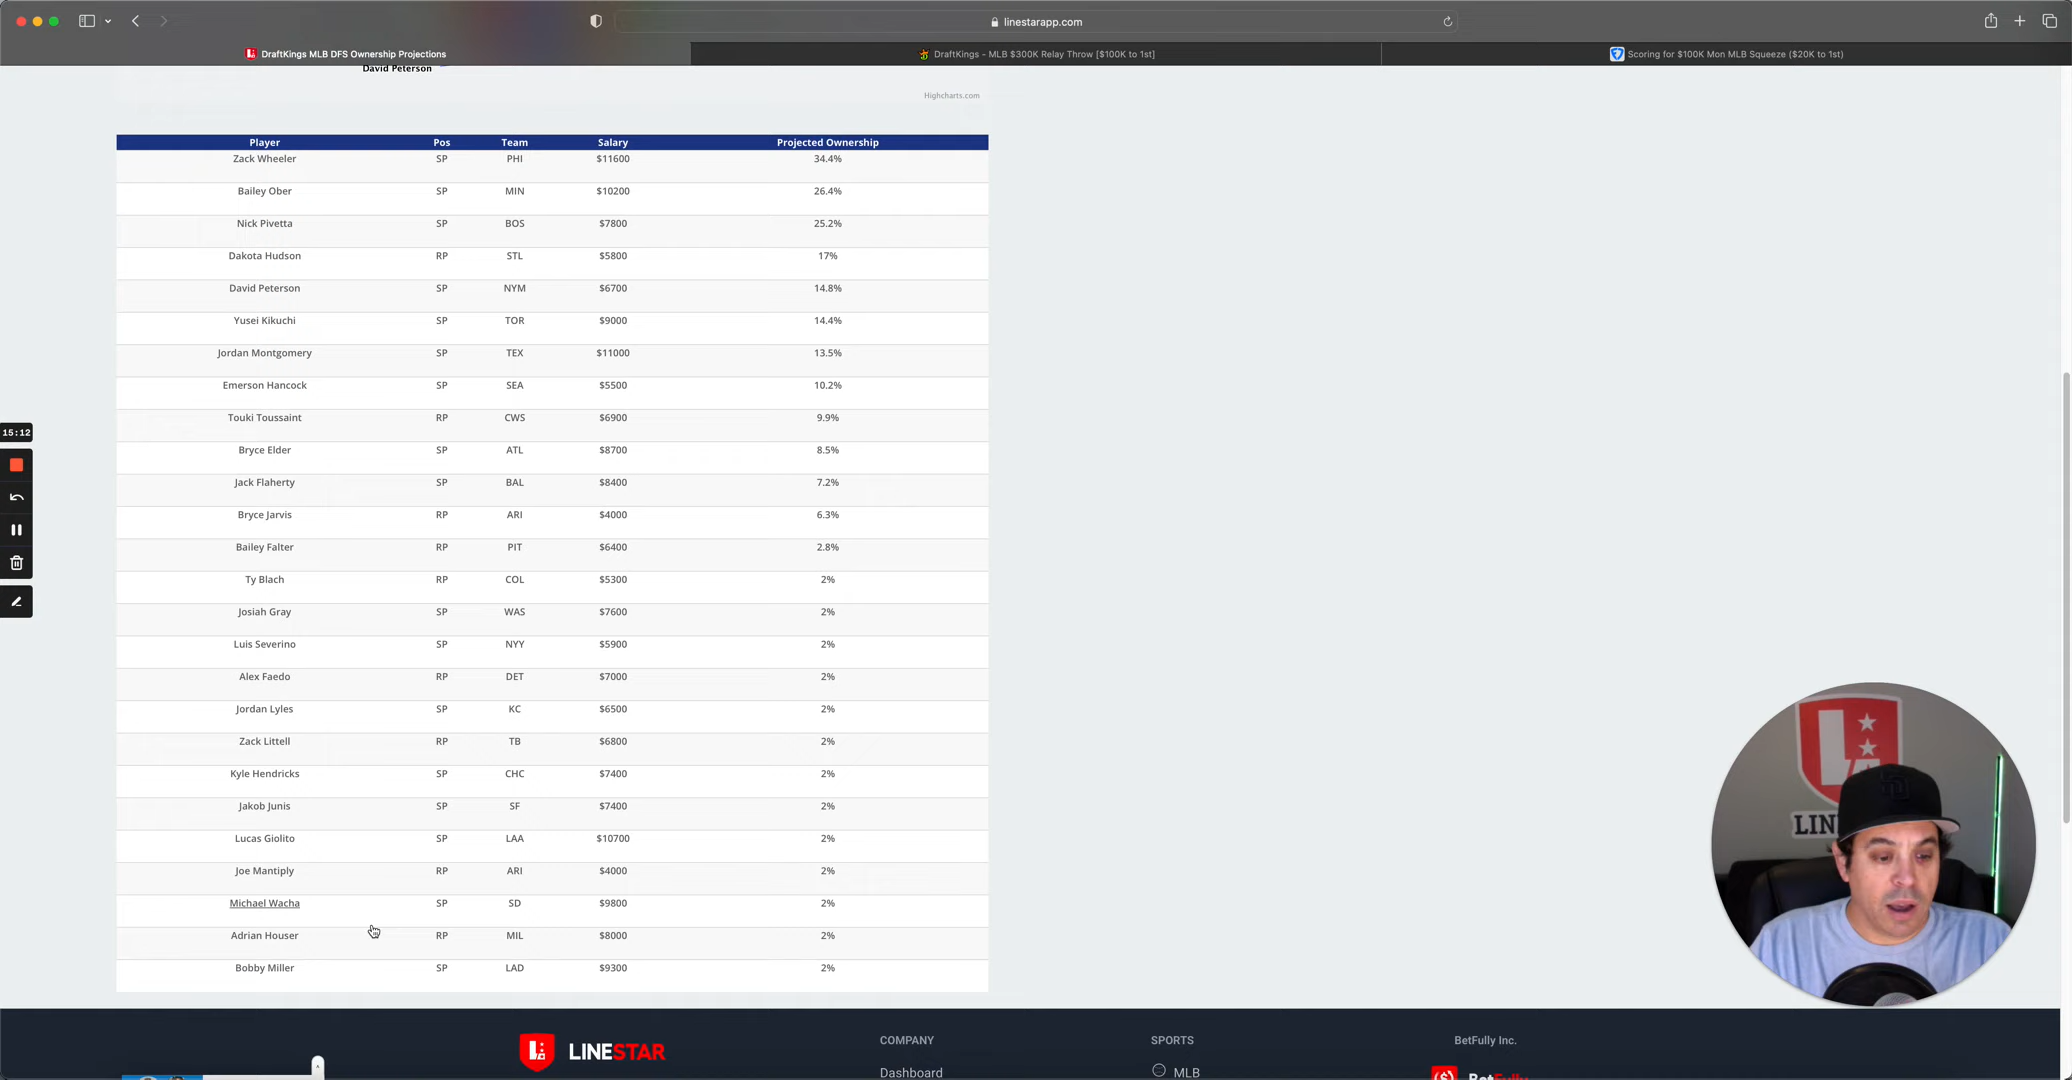 linestarapp.com
DraftKings MLB DFS Ownership Projections
DraftKings - MLB $300K Relay Throw [$100K to 1st]
Scoring for $100K Mon MLB Squeeze ($20K to 1st)
David Peterson
Highcharts.com
Player Pos Team Salary Projected Ownership
Zack Wheeler SP PHI $11600 34.4%
Bailey Ober SP MIN $10200 26.4%
Nick Pivetta SP BOS $7800 25.2%
Dakota Hudson RP STL $5800 17%
David Peterson SP NYM $6700 14.8%
Yusei Kikuchi SP TOR $9000 14.4%
Jordan Montgomery SP TEX $11000 13.5%
Emerson Hancock SP SEA $5500 10.2%
Touki Toussaint RP CWS $6900 9.9%
15:12
Bryce Elder SP ATL $8700 8.5%
Jack Flaherty SP BAL $8400 7.2%
Bryce Jarvis RP ARI $4000 6.3%
Bailey Falter RP PIT $6400 2.8%
Ty Blach RP COL $5300 2%
Josiah Gray SP WAS $7600 2%
Luis Severino SP NYY $5900 2%
Alex Faedo RP DET $7000 2%
Jordan Lyles SP KC $6500 2%
Zack Littell RP TB $6800 2%
Kyle Hendricks SP CHC $7400 2%
Jakob Junis SP SF $7400 2%
Lucas Giolito SP LAA $10700 2%
Joe Mantiply RP ARI $4000 2%
Michael Wacha SP SD $9800 2%
Adrian Houser RP MIL $8000 2%
Bobby Miller SP LAD $9300 2%
LIN
LINESTAR
COMPANY
SPORTS
BetFully Inc.
Dashboard
MLB
BetFully